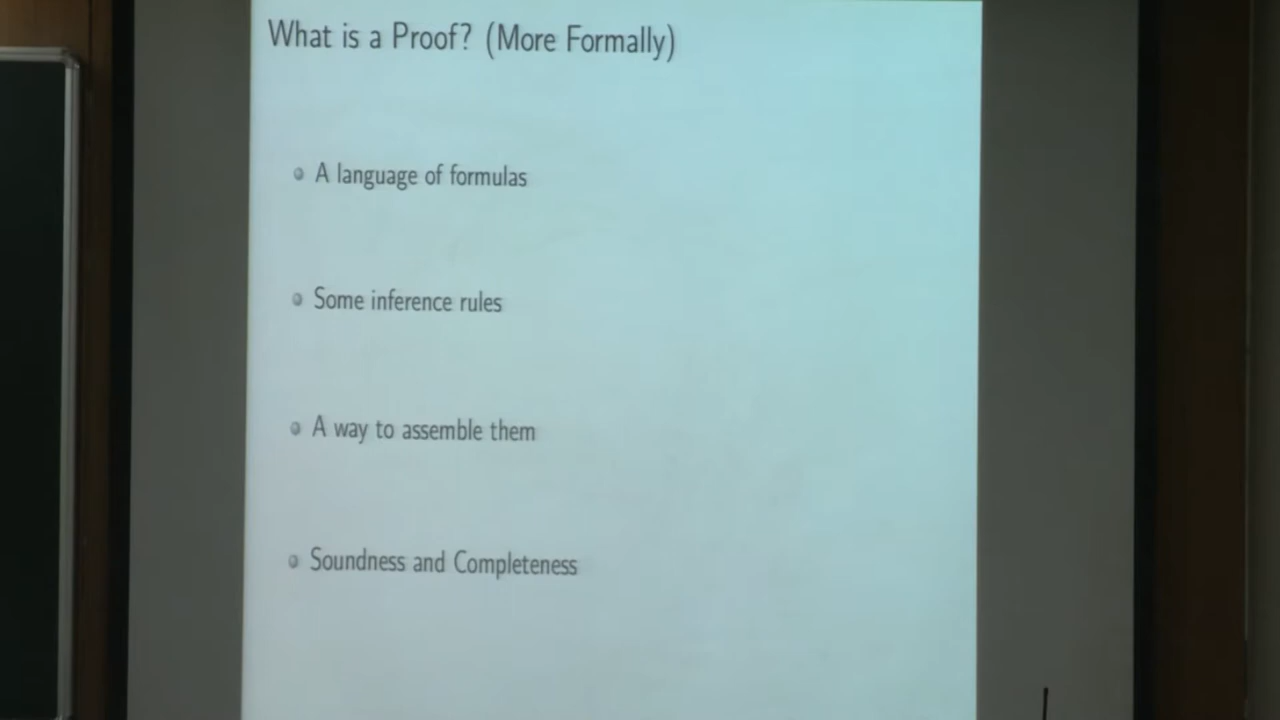 What is a Proof? (More Formally)
A language of formulas
Some inference rules
A way to assemble them
Soundness and Completeness